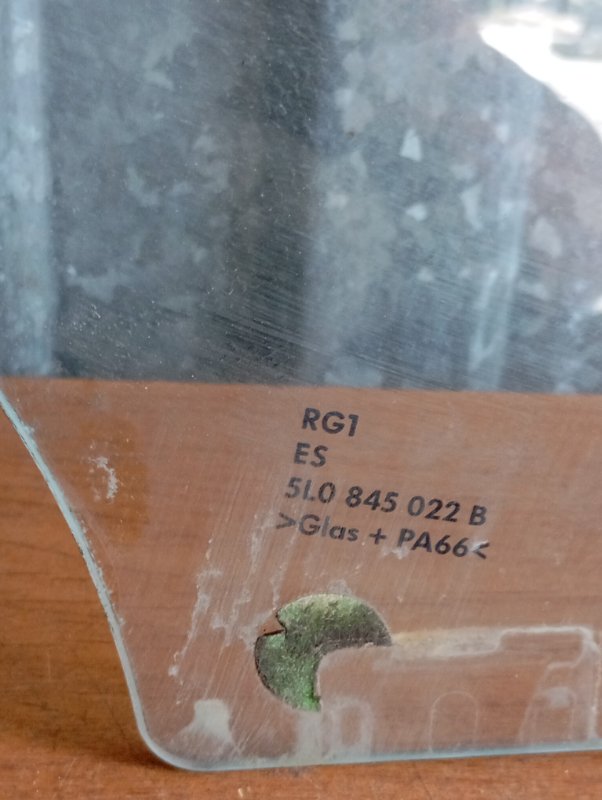 RG1
ES
5L0 845 022 B
>Glas + PA66<